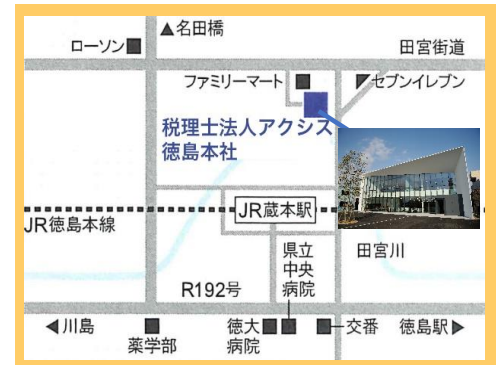 ▲名田橋
ローソン■
田宮街道
ファミリーマート
セブンイレブン
税理士法人アクシス
徳島本社
JR蔵本駅
JR徳島本線
県立
中央
病院
田宮川
R192号
◀川島
薬学部
徳大
病院
交番
徳島駅▶